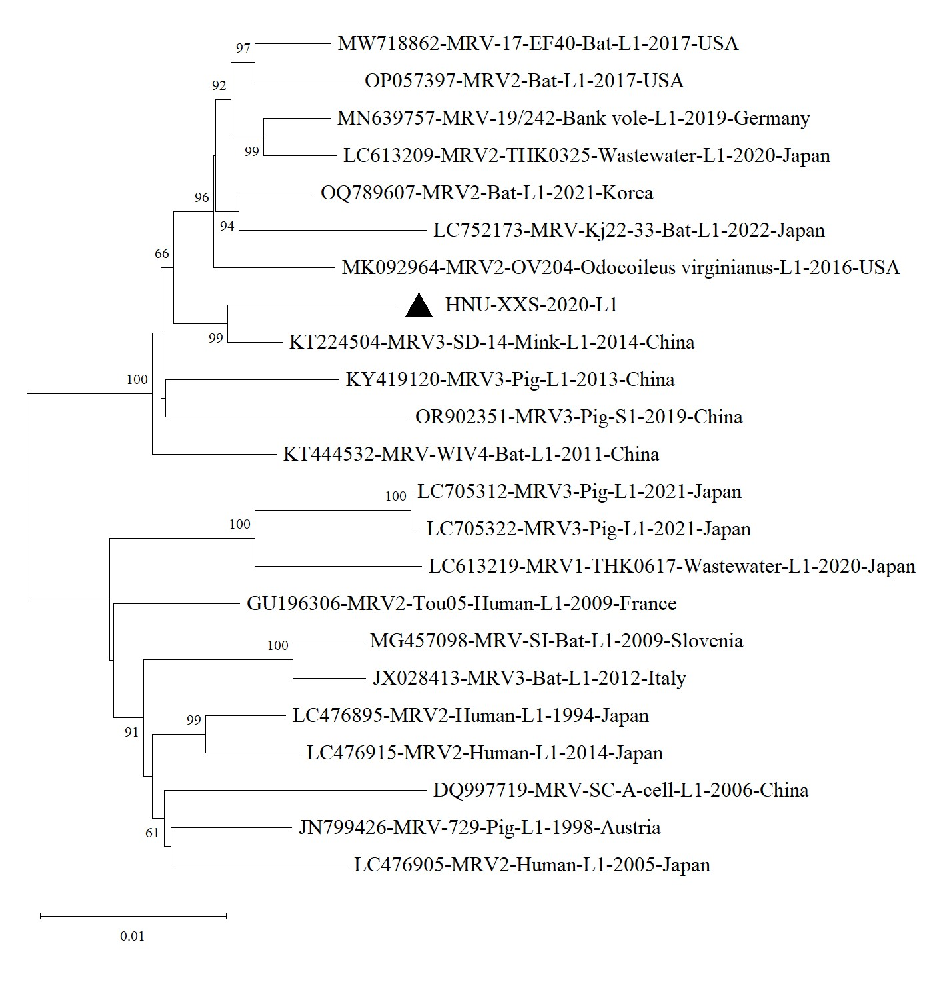 97
MW718862-MRV-17-EF40-Bat-L1-2017-USA
92
OP057397-MRV2-Bat-L1-2017-USA
MN639757-MRV-19/242-Bank vole-L1-2019-Germany
99
LC613209-MRV2-THK0325-Wastewater-L1-2020-Japan
96
OQ789607-MRV2-Bat-L1-2021-Korea
94
LC752173-MRV-Kj22-33-Bat-L1-2022-Japan
66
MK092964-MRV2-OV204-Odocoileus virginianus-L1-2016-USA
HNU-XXS-2020-L1
99
KT224504-MRV3-SD-14-Mink-L1-2014-China
100
KY419120-MRV3-Pig-L1-2013-China
OR902351-MRV3-Pig-S1-2019-China
KT444532-MRV-WIV4-Bat-L1-2011-China
100
LC705312-MRV3-Pig-L1-2021-Japan
100
LC705322-MRV3-Pig-L1-2021-Japan
LC613219-MRV1-THK0617-Wastewater-L1-2020-Japan
GU196306-MRV2-Tou05-Human-L1-2009-France
100
MG457098-MRV-SI-Bat-L1-2009-Slovenia
JX028413-MRV3-Bat-L1-2012-Italy
99
LC476895-MRV2-Human-L1-1994-Japan
91
LC476915-MRV2-Human-L1-2014-Japan
DQ997719-MRV-SC-A-cell-L1-2006-China
61
JN799426-MRV-729-Pig-L1-1998-Austria
LC476905-MRV2-Human-L1-2005-Japan
0.01